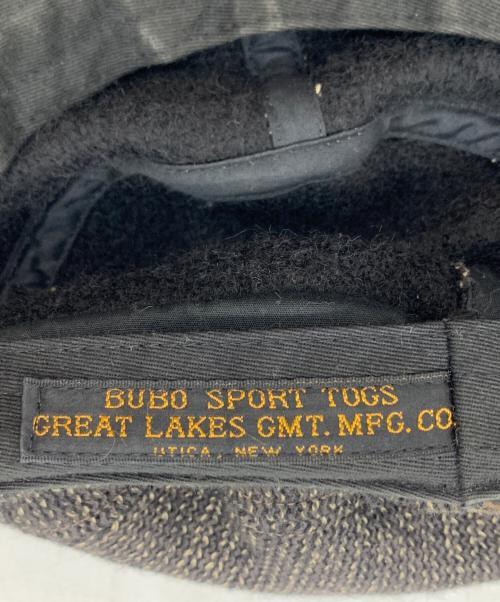 BUBO SPORT TOGS
GREAT LAKES GMT. MFG. CO.
UTICA, NEW YORK